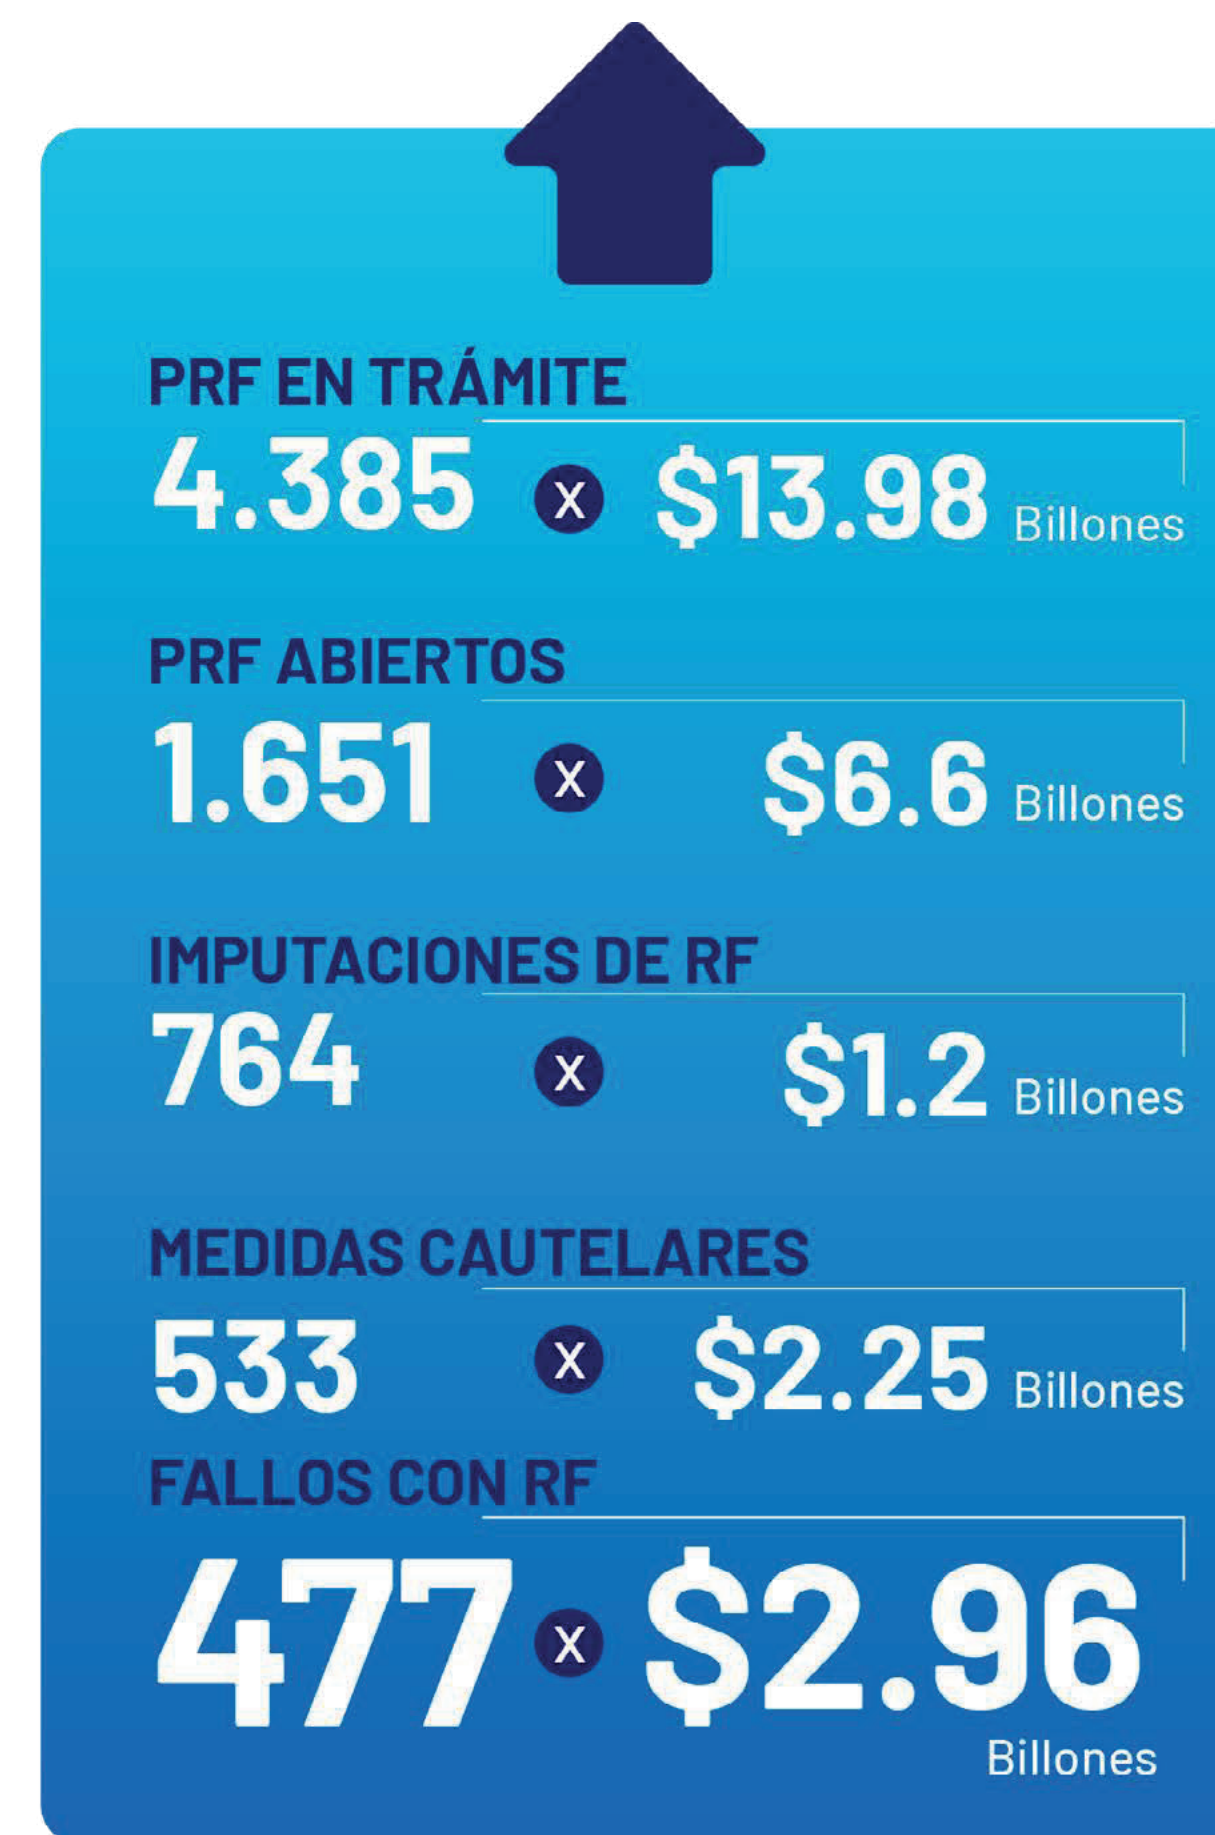 PRF EN TRÁMITE
4.385 X $13.98 Billones
PRF ABIERTOS
1.651 X $6.6 Billones
IMPUTACIONES DE RF
764 X $1.2 Billones
MEDIDAS CAUTELARES
533 X $2.25 Billones
FALLOS CON RF
477 X $2.96
Billones